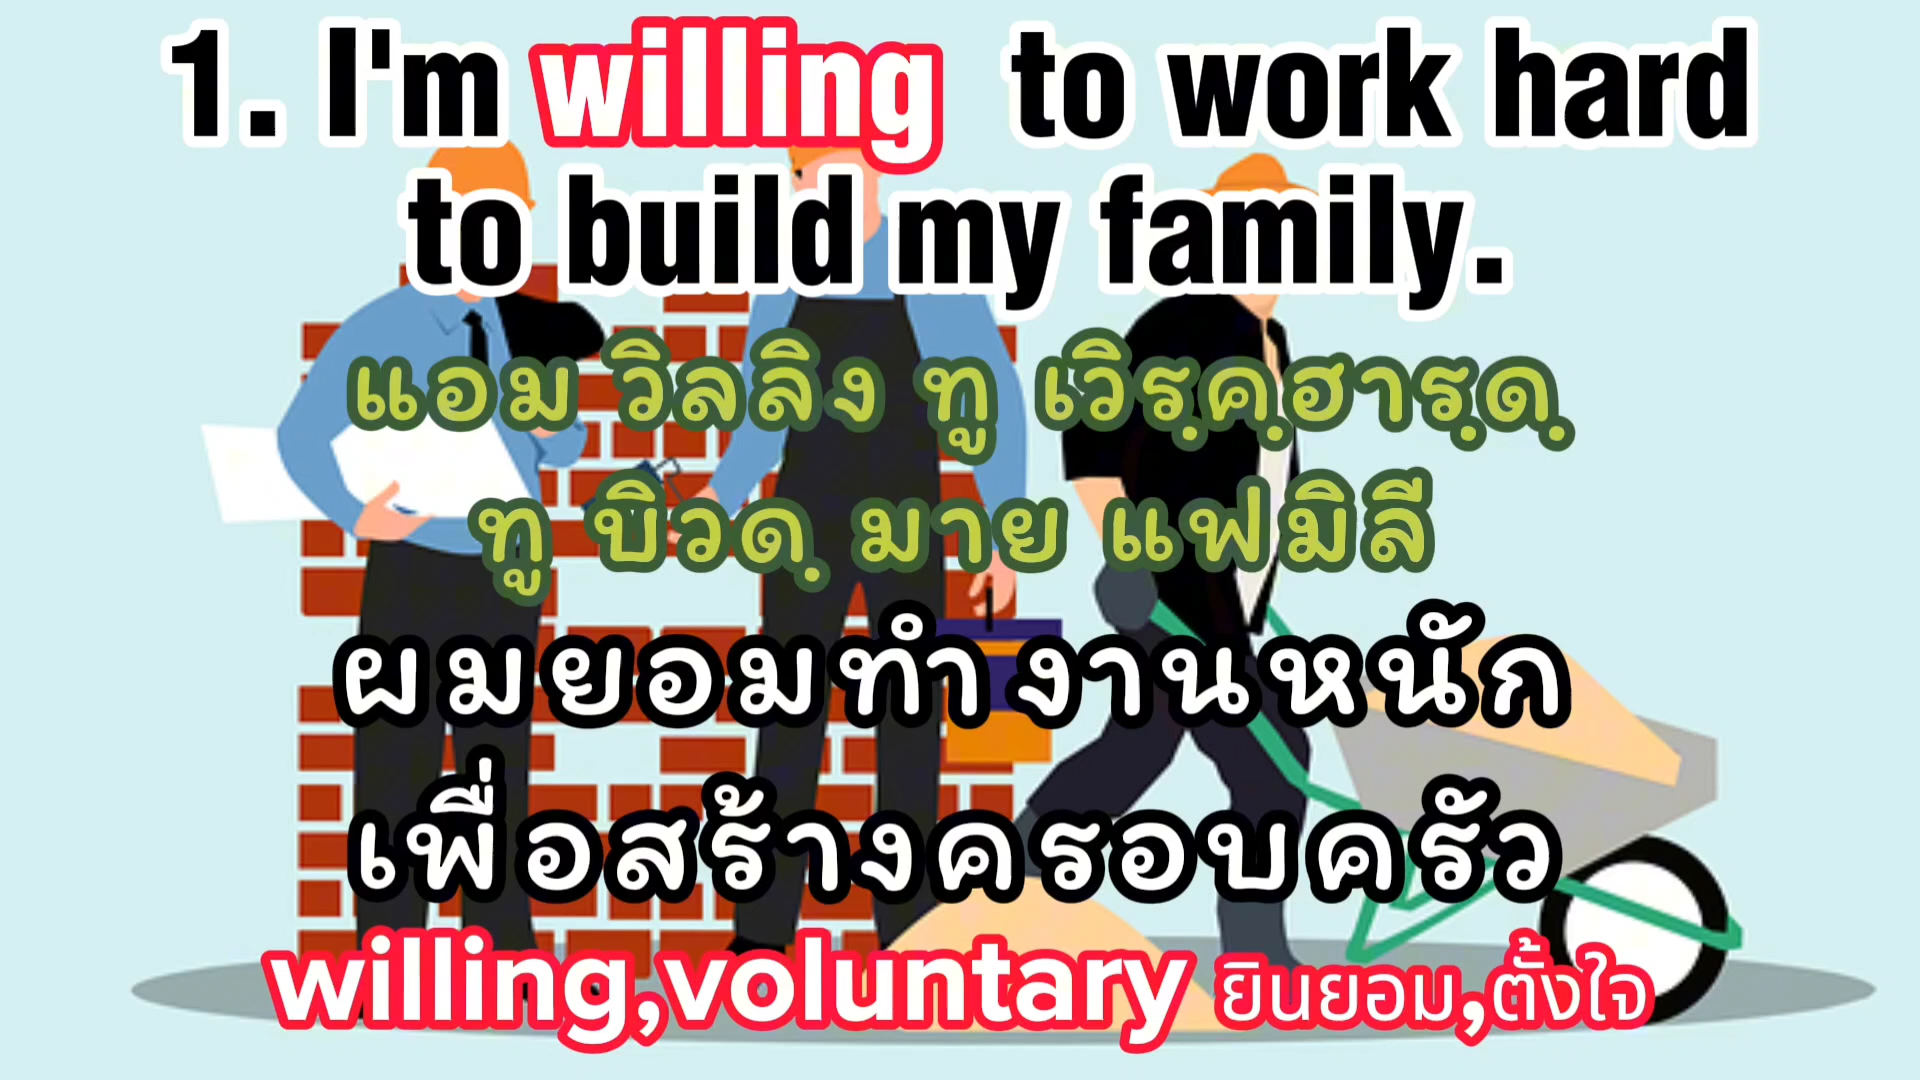 1. I'm willing to work hard
to build my family.
แอม วิลลิง ทู เวิรฺคฺฮารฺดฺ
ทู บิวดฺ มาย แฟมิลี
ผมยอมทำงานหนัก
เพื่อสร้างครอบครัว
willing,voluntary ยินยอม,ตั้งใจ